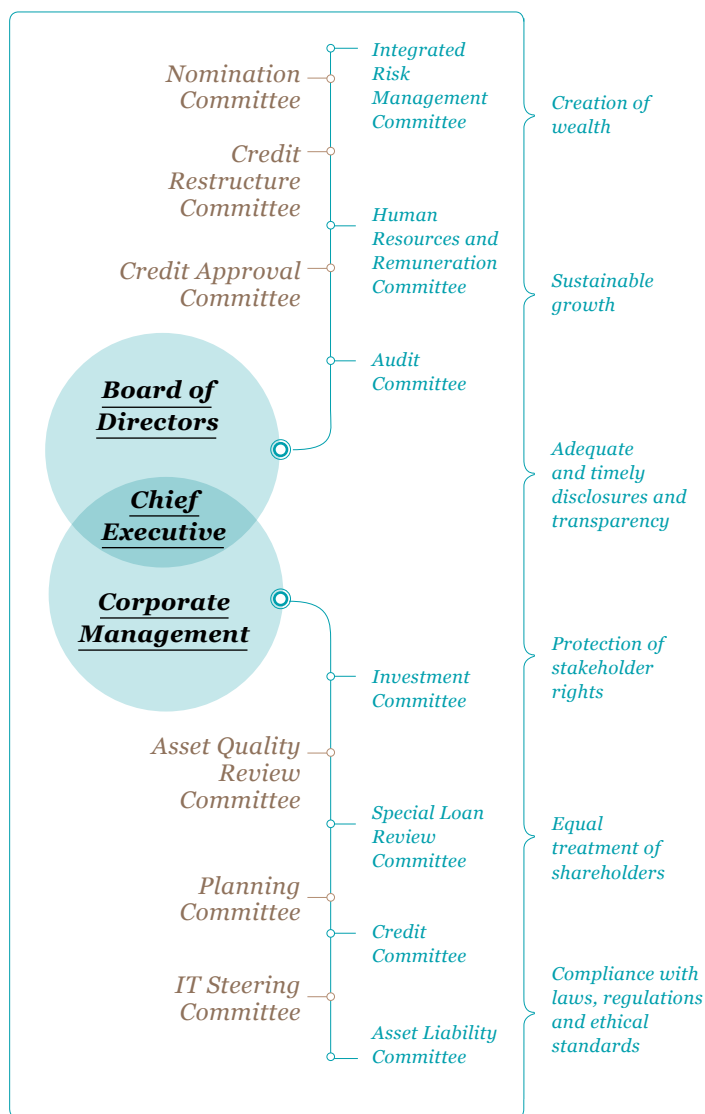 Integrated
Risk
Management
Committee
Nomination
Committee
Creation of
wealth
Credit
Restructure
Committee
Human
Resources and
Remuneration
Committee
Credit Approval
Committee
Sustainable
growth
Audit
Committee
Board of
Directors
Adequate
and timely
disclosures and
transparency
Chief
Executive
Corporate
Management
Protection of
stakeholder
rights
Investment
Committee
Asset Quality
Review
Committee
Special Loan
Review
Committee
Equal
treatment of
shareholders
Planning
Committee
Credit
Committee
IT Steering
Committee
Compliance with
laws, regulations
and ethical
standards
Asset Liability
Committee